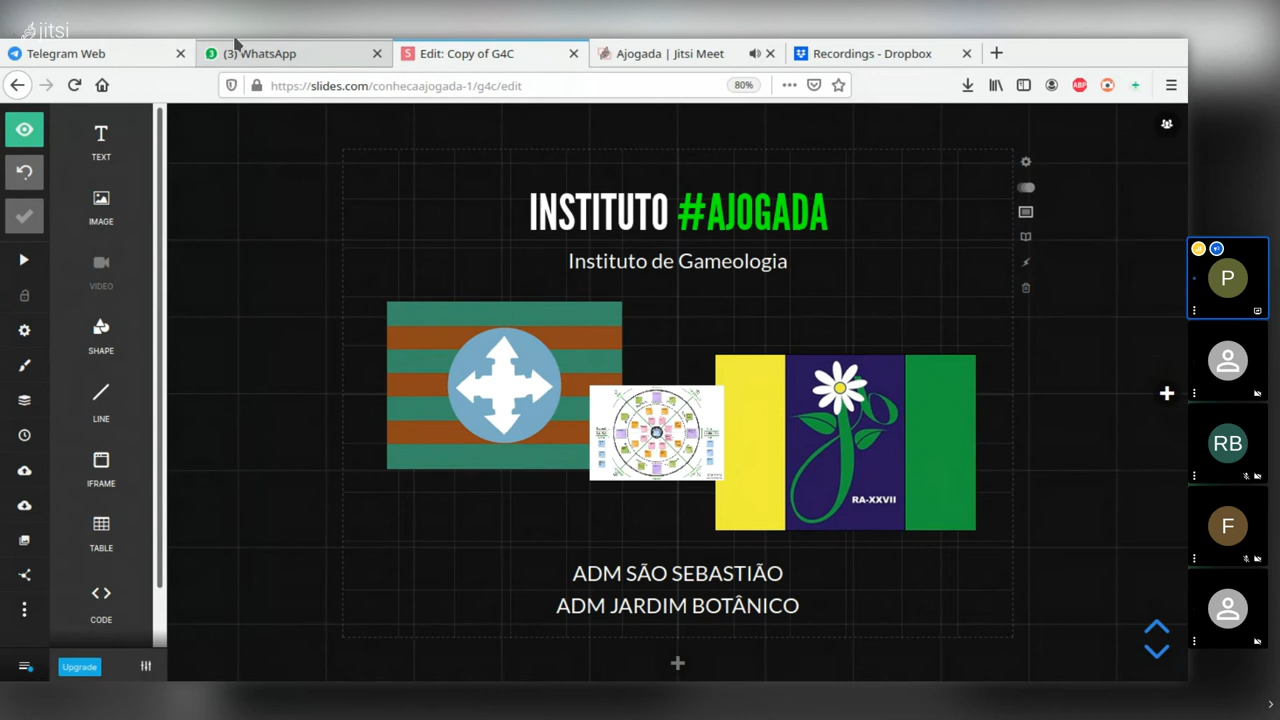 jitsi
Telegram Web
(3) WhatsApp
Edit: Copy of G4C
Ajogada | Jitsi Meet
Recordings - Dropbox
https://slides.com/conhecaajogada-1/g4c/edit
80%
ABP
TEXT
IMAGE
VIDEO
SHAPE
LINE
IFRAME
TABLE
CODE
Upgrade
INSTITUTO #AJOGADA
Instituto de Gameologia
RA-XXVII
ADM SÃO SEBASTIÃO
ADM JARDIM BOTÂNICO
P
RB
F